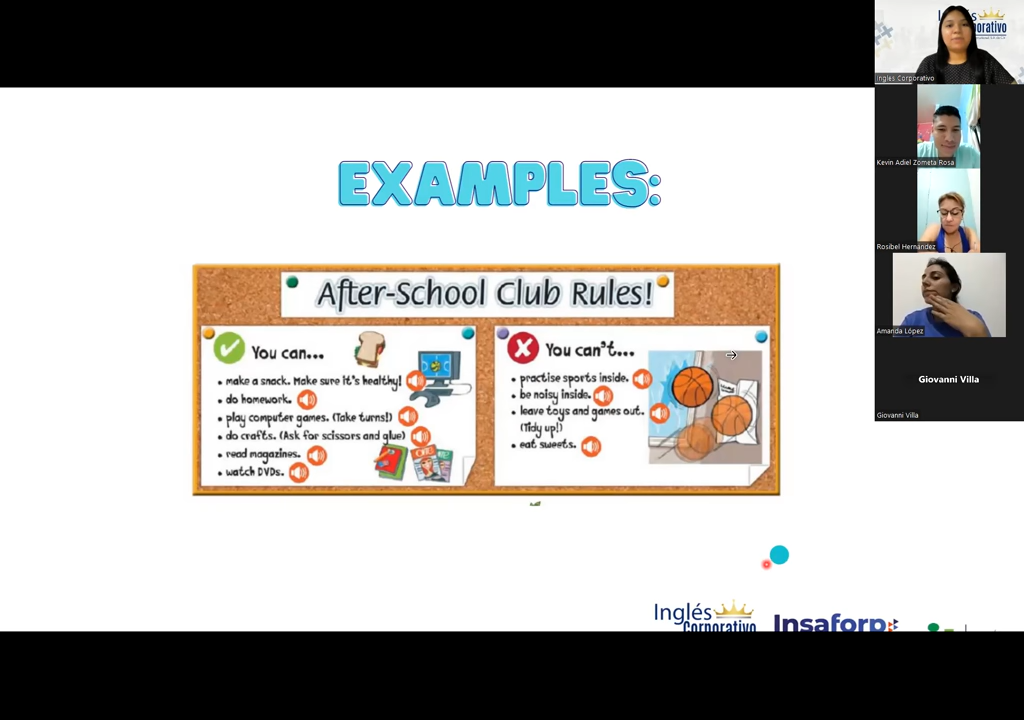 EXAMPLES:
After-School Club Rules!
You can...
• make a snack. Make sure it's healthy!
• do homework.
• play computer games. (Take turns!)
• do crafts. (Ask for scissors and glue)
• read magazines.
• watch DVDs.
You can't...
• practise sports inside.
• be noisy inside.
• leave toys and games out.
(Tidy up!)
• eat sweets.
Inglés
Corporativo
Insaforp
Inglés Corporativo
Kevin Adiel Zometa Rosa
Rosibel Hernández
Amanda López
Giovanni Villa
Giovanni Villa